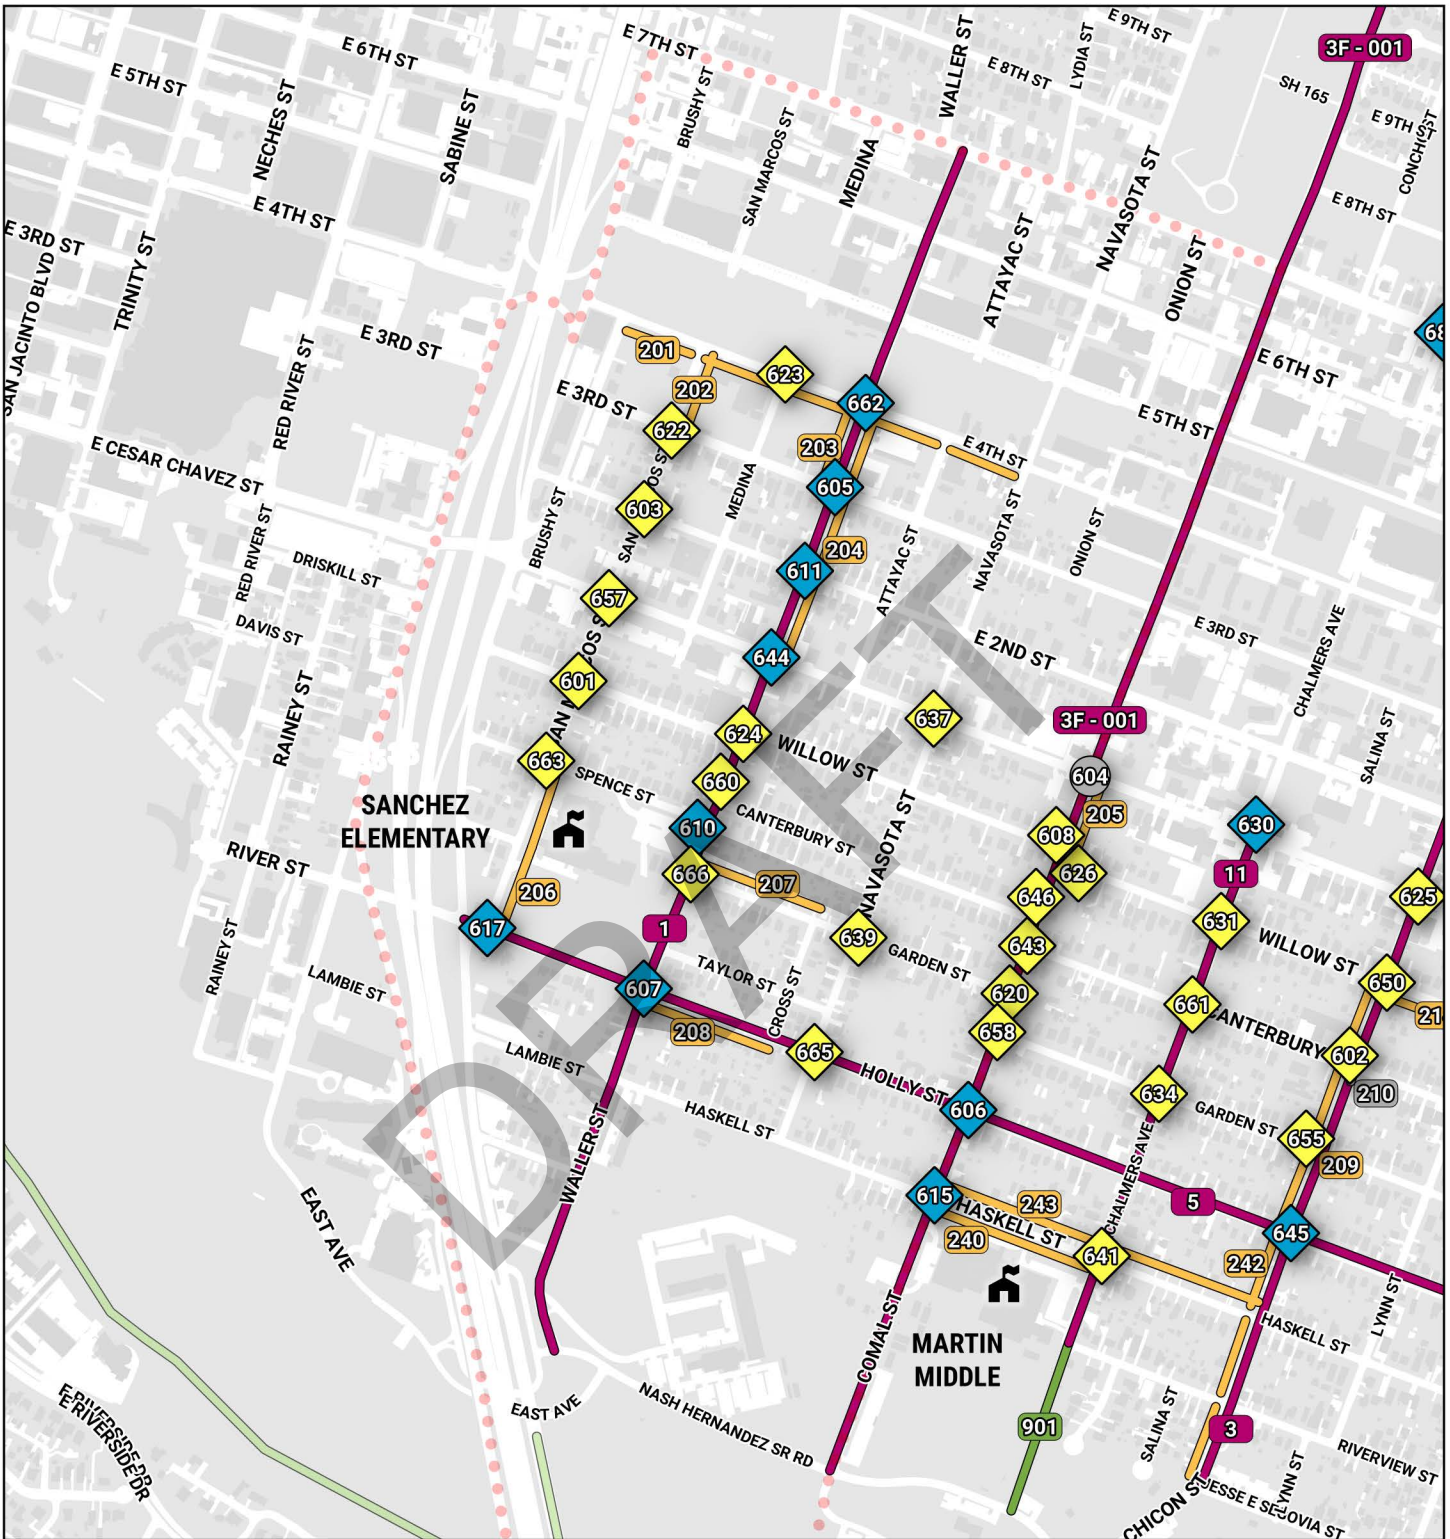 E 7TH ST
WALLER ST
LYDIA ST
E 9TH ST
3F - 001
E 6TH ST
E 5TH ST
E 8TH ST
SH 165
E 9TH ST
NECHES ST
SABINE ST
BRUSHY ST
SAN MARCOS ST
MEDINA
NAVASOTA ST
E 8TH ST
E 4TH ST
E 3RD ST
TRINITY ST
ATTAYAC ST
ONION ST
SAN JACINTO BLVD
E 3RD ST
RED RIVER ST
201
202
623
662
E 6TH ST
E 3RD ST
622
203
E 4TH ST
E 5TH ST
E CESAR CHAVEZ ST
603
MEDINA
605
NAVASOTA ST
ONION ST
RED RIVER ST
DRISKILL ST
BRUSHY ST
657
611
204
ATTAYAC ST
DAVIS ST
601
644
E 2ND ST
E 3RD ST
CHALMERS AVE
RAINEY ST
663
624
WILLOW ST
637
3F - 001
SALINA ST
SPENCE ST
660
604
SANCHEZ
ELEMENTARY
610
CANTERBURY ST
608
205
630
RIVER ST
206
666
207
NAVASOTA ST
646
626
11
625
617
1
639
GARDEN ST
643
631
WILLOW ST
RAINEY ST
LAMBIE ST
607
TAYLOR ST
CROSS ST
620
661
CANTERBURY
650
208
665
658
602
LAMBIE ST
HOLLY ST
606
634
210
HASKELL ST
GARDEN ST
655
209
WALLER ST
615
243
CHALMERS AVE
5
645
EAST AVE
240
HASKELL ST
641
242
COMAL ST
MARTIN
MIDDLE
HASKELL ST
LYNN ST
E RIVERSIDE DR
E RIVERSIDE DR
EAST AVE
NASH HERNANDEZ SR RD
901
SALINA ST
3
RIVERVIEW ST
CHICON ST
LYNN ST
JESSE E SEGOVIA ST
DRAFT